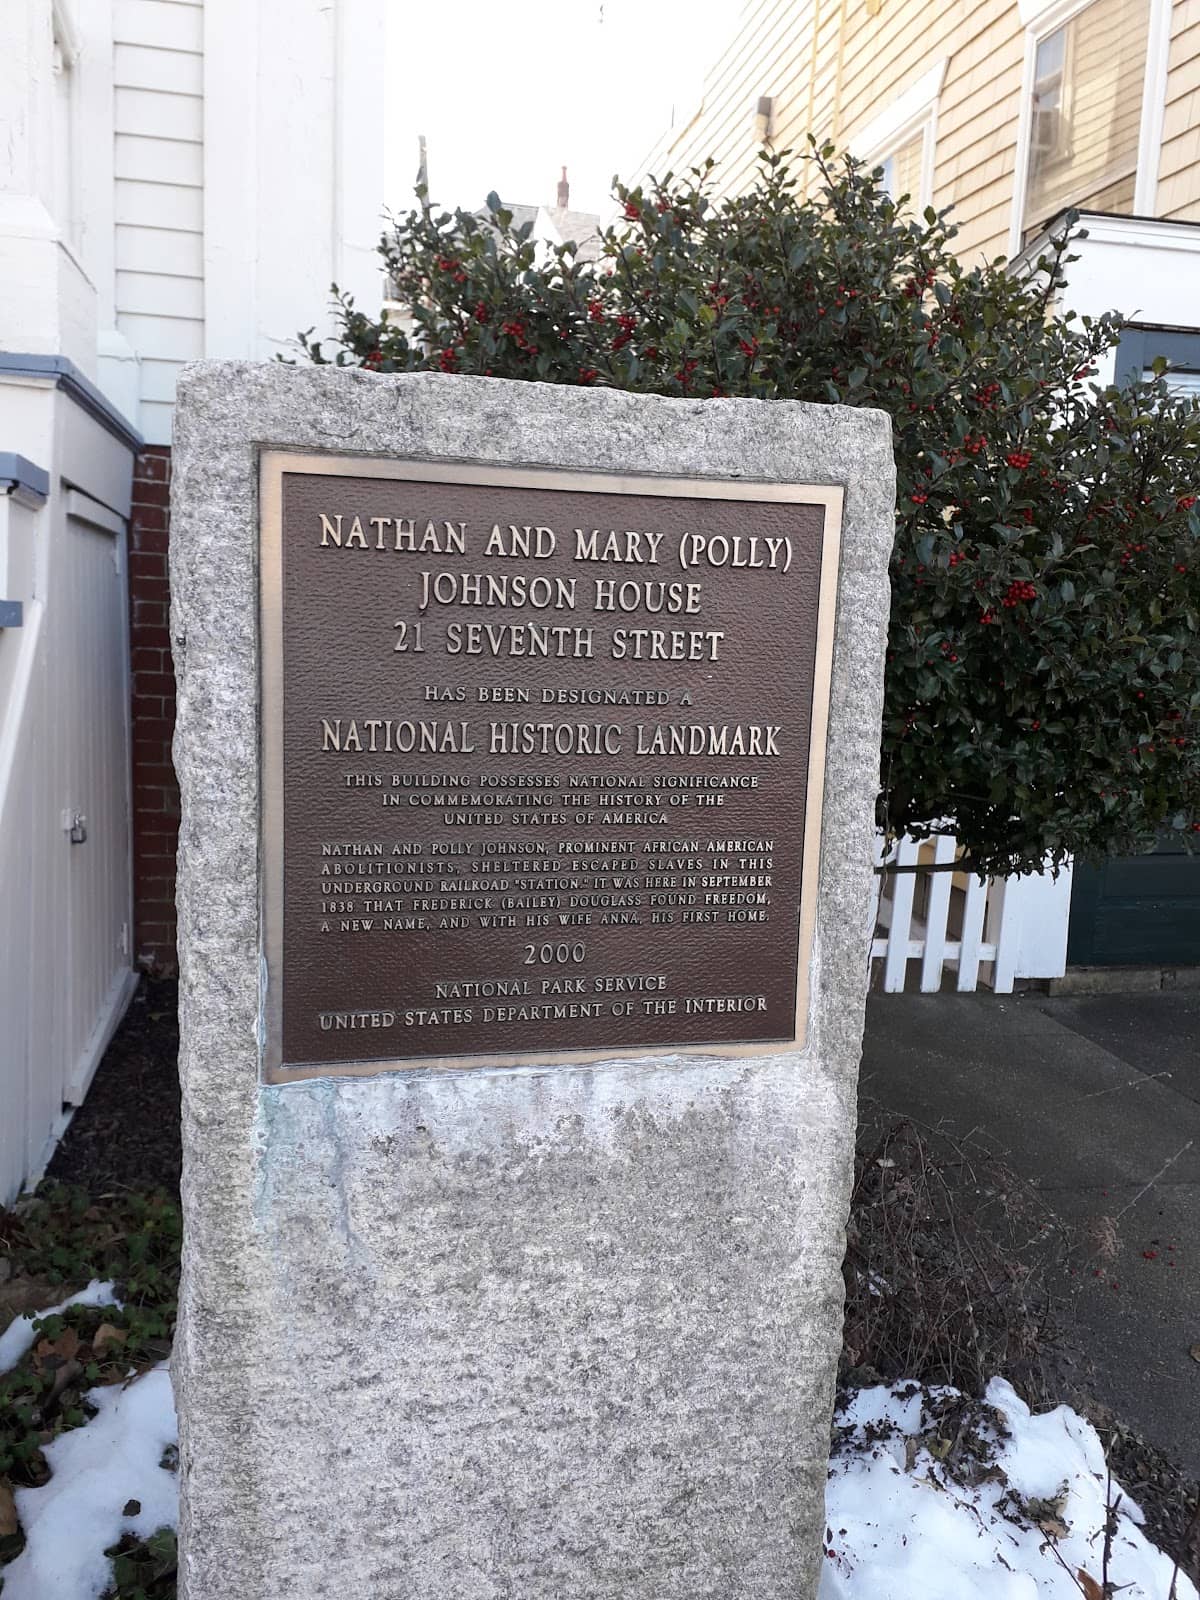 NATHAN AND MARY (POLLY)
JOHNSON HOUSE
21 SEVENTH STREET
HAS BEEN DESIGNATED A
NATIONAL HISTORIC LANDMARK
THIS BUILDING POSSESSES NATIONAL SIGNIFICANCE
IN COMMEMORATING THE HISTORY OF THE
UNITED STATES OF AMERICA
NATHAN AND POLLY JOHNSON, PROMINENT AFRICAN AMERICAN
ABOLITIONISTS, SHELTERED ESCAPED SLAVES IN THIS
UNDERGROUND RAILROAD "STATION." IT WAS HERE IN SEPTEMBER
1838 THAT FREDERICK (BAILEY) DOUGLASS FOUND FREEDOM,
A NEW NAME, AND WITH HIS WIFE ANNA, HIS FIRST HOME.
2000
NATIONAL PARK SERVICE
UNITED STATES DEPARTMENT OF THE INTERIOR